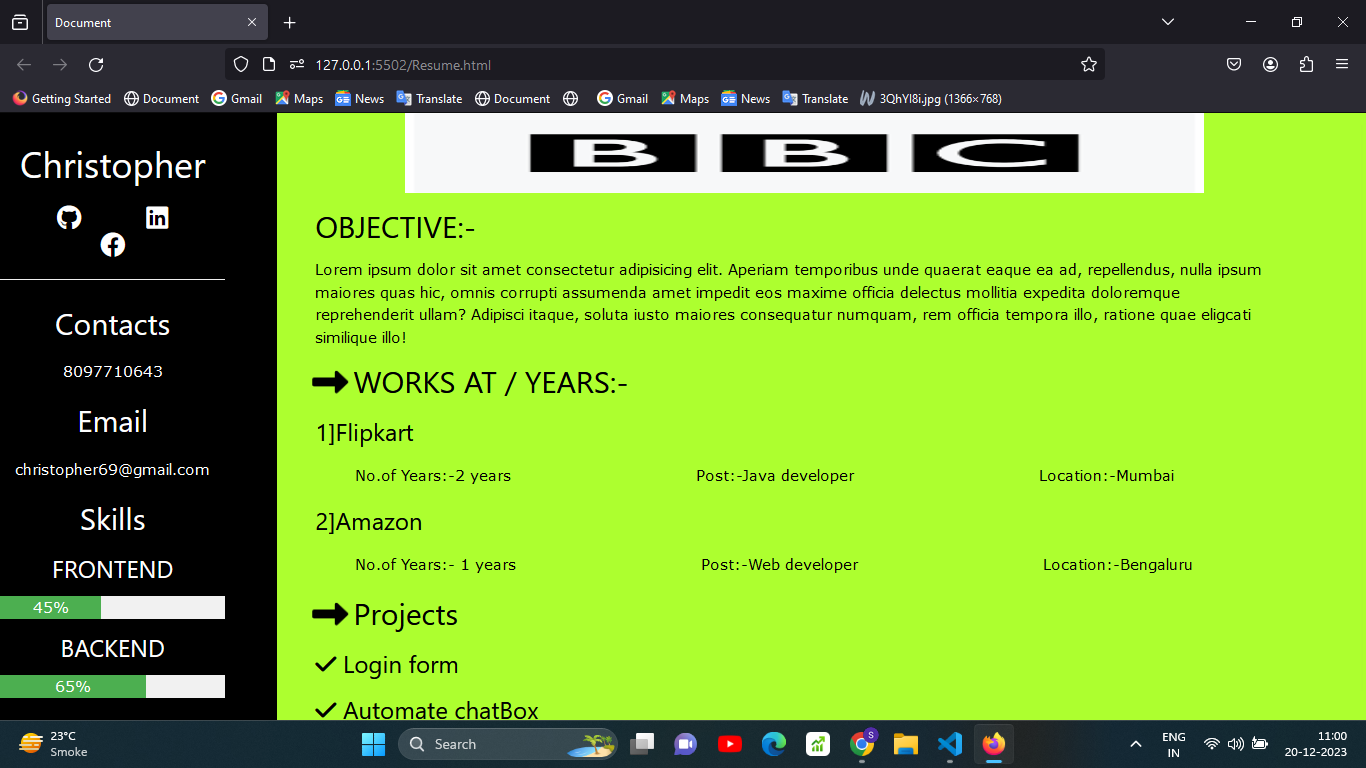 Document
127.0.0.1:5502/Resume.html
Getting Started Document Gmail Maps News Translate Document Gmail Maps News Translate 3QhYl8i.jpg (1366×768)
Christopher
Contacts
8097710643
Email
christopher69@gmail.com
Skills
FRONTEND
45%
BACKEND
65%
B B C
OBJECTIVE:-
Lorem ipsum dolor sit amet consectetur adipisicing elit. Aperiam temporibus unde quaerat eaque ea ad, repellendus, nulla ipsum
maiores quas hic, omnis corrupti assumenda amet impedit eos maxime officia delectus mollitia expedita doloremque
reprehenderit ullam? Adipisci itaque, soluta iusto maiores consequatur numquam, rem officia tempora illo, ratione quae eligcati
similique illo!
WORKS AT / YEARS:-
1]Flipkart
No.of Years:-2 years Post:-Java developer Location:-Mumbai
2]Amazon
No.of Years:- 1 years Post:-Web developer Location:-Bengaluru
Projects
Login form
Automate chatBox
23°C
Smoke
Search
S
ENG
IN
11:00
20-12-2023